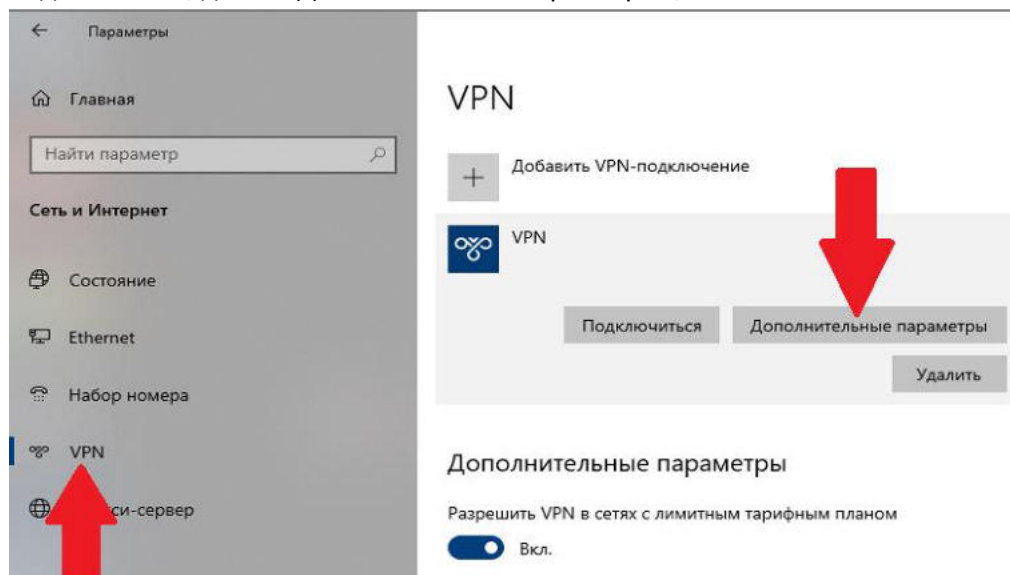 Параметры
Главная
Найти параметр
Сеть и Интернет
Состояние
Ethernet
Набор номера
VPN
си-сервер
VPN
Добавить VPN-подключение
VPN
Подключиться
Дополнительные параметры
Удалить
Дополнительные параметры
Разрешить VPN в сетях с лимитным тарифным планом
Вкл.